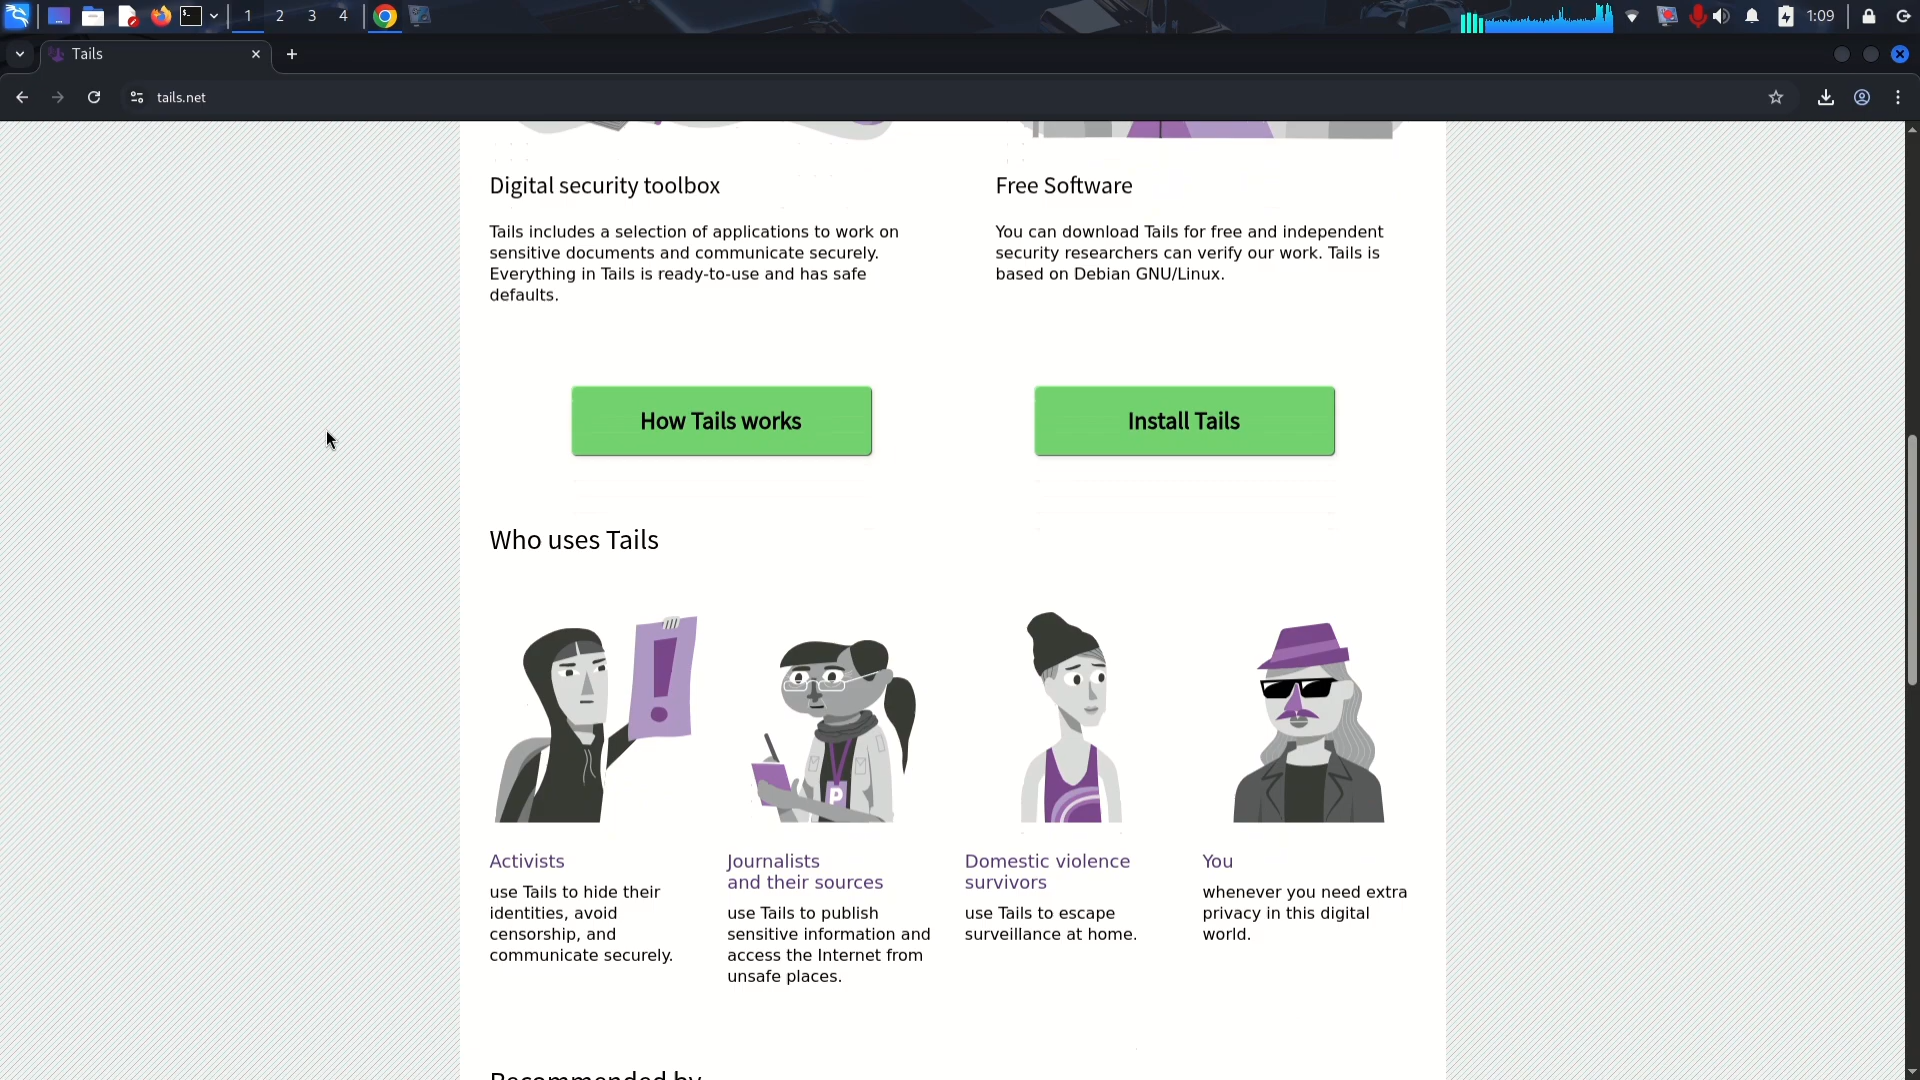 1 2 3 4
1:09
Tails
tails.net
Digital security toolbox
Tails includes a selection of applications to work on
sensitive documents and communicate securely.
Everything in Tails is ready-to-use and has safe
defaults.
Free Software
You can download Tails for free and independent
security researchers can verify our work. Tails is
based on Debian GNU/Linux.
How Tails works
Install Tails
Who uses Tails
P
Activists
use Tails to hide their
identities, avoid
censorship, and
communicate securely.
Journalists
and their sources
use Tails to publish
sensitive information and
access the Internet from
unsafe places.
Domestic violence
survivors
use Tails to escape
surveillance at home.
You
whenever you need extra
privacy in this digital
world.
Recommended by